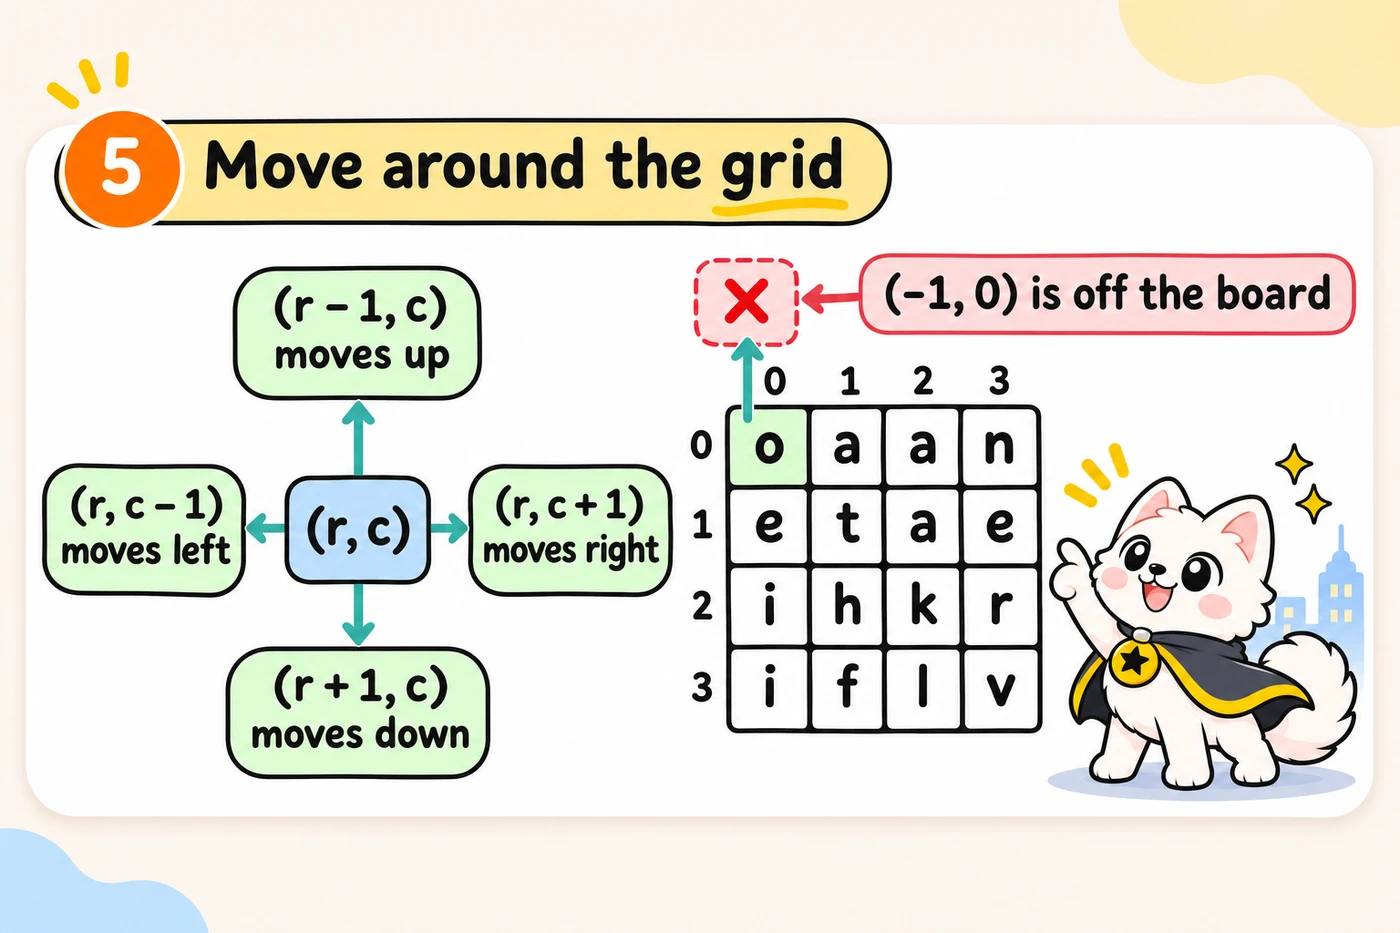 5
Move around the grid
(r – 1, c)
moves up
(r, c – 1)
moves left
(r, c)
(r, c + 1)
moves right
(r + 1, c)
moves down
(–1, 0) is off the board
0 1 2 3
0 o a a n
1 e t a e
2 i h k r
3 i f l v